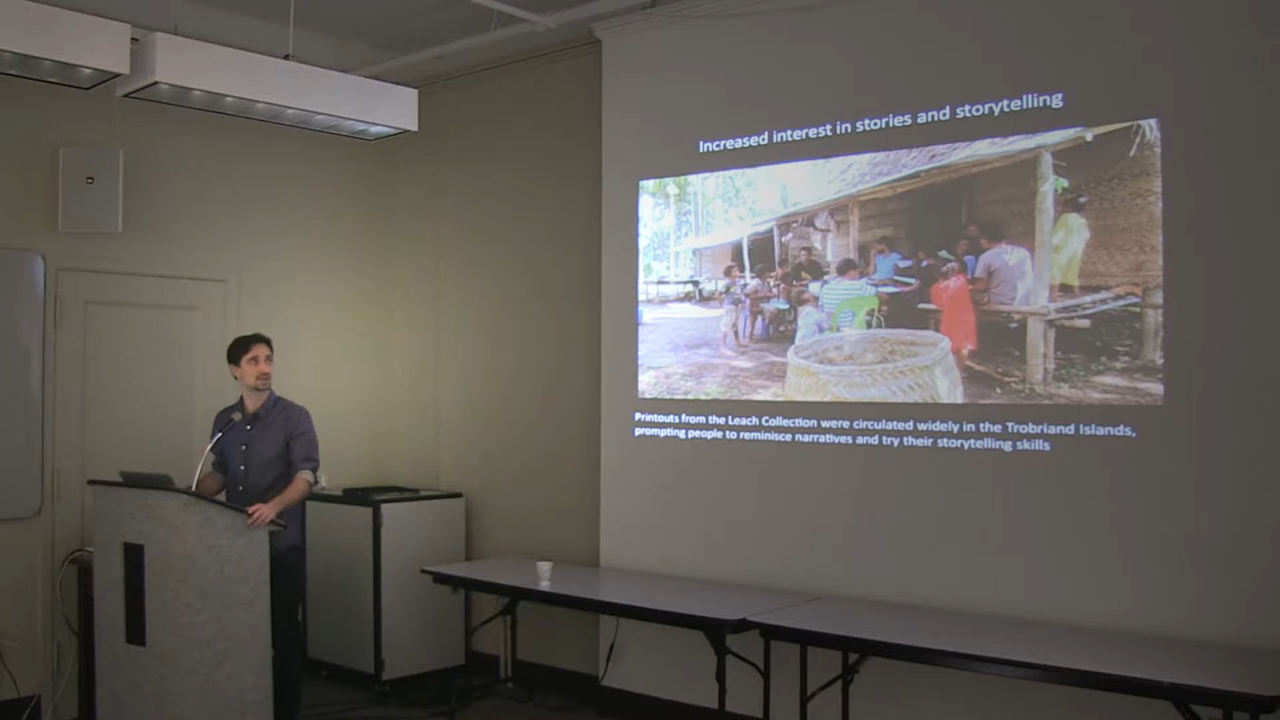 Increased interest in stories and storytelling
Printouts from the Leach Collection were circulated widely in the Trobriand Islands,
prompting people to reminisce narratives and try their storytelling skills